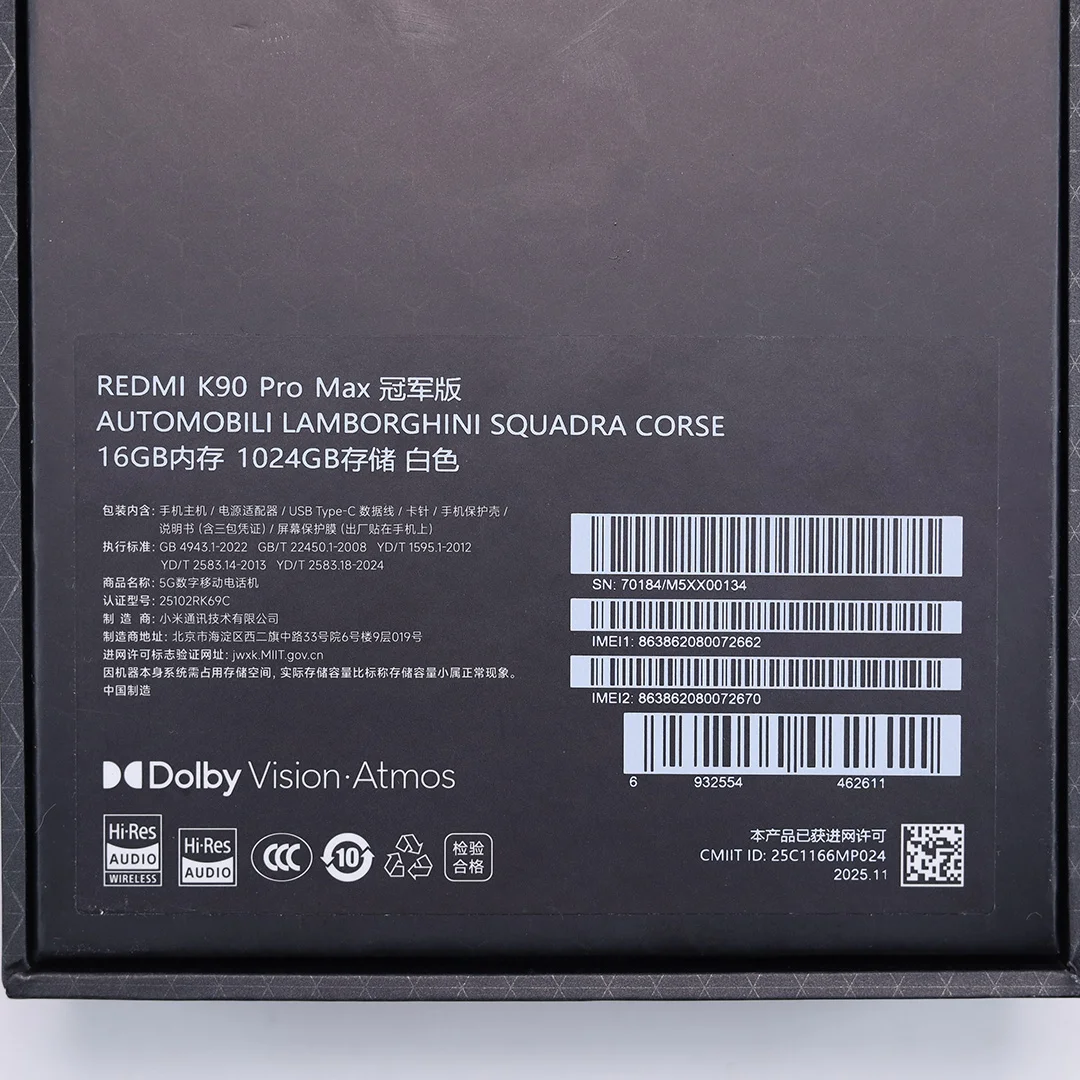 REDMI K90 Pro Max 冠军版
AUTOMOBILI LAMBORGHINI SQUADRA CORSE
16GB内存 1024GB存储 白色
包装内含: 手机主机 / 电源适配器 / USB Type-C 数据线 / 卡针 / 手机保护壳 /
说明书 (含三包凭证) / 屏幕保护膜 (出厂贴在手机上)
执行标准: GB 4943.1-2022 GB/T 22450.1-2008 YD/T 1595.1-2012
YD/T 2583.14-2013 YD/T 2583.18-2024
商品名称: 5G数字移动电话机
认证型号: 25102RK69C
制 造 商: 小米通讯技术有限公司
制造商地址: 北京市海淀区西二旗中路33号院6号楼9层019号
进网许可标志验证网址: jwxk.MIIT.gov.cn
因机器本身系统需占用存储空间，实际存储容量比标称存储容量小属正常现象。
中国制造
SN: 70184/M5XX00134
IMEI1: 863862080072662
IMEI2: 863862080072670
6 932554 462611
Dolby Vision·Atmos
Hi-Res
AUDIO
WIRELESS
Hi-Res
AUDIO
CCC
10
检验
合格
本产品已获进网许可
CMIIT ID: 25C1166MP024
2025.11